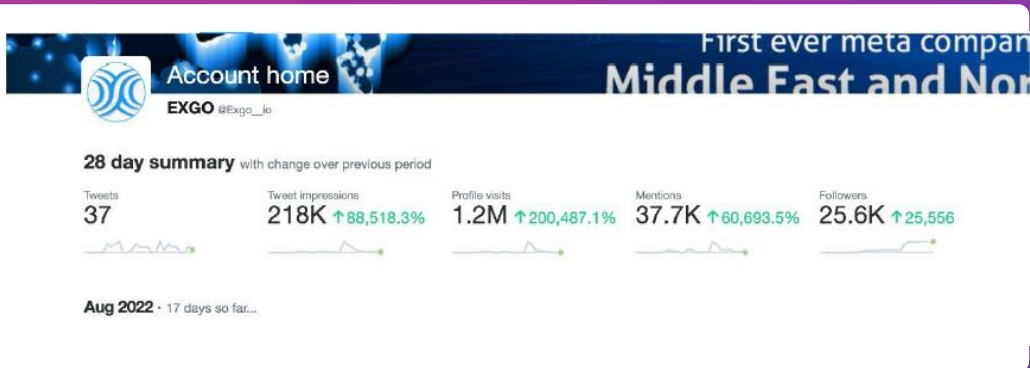 First ever meta compan
Middle East and Nor
Account home
EXGO @Exgo__io
28 day summary with change over previous period
Tweets
37
Tweet impressions
218K ↑88,518.3%
Profile visits
1.2M ↑200,487.1%
Mentions
37.7K ↑60,693.5%
Followers
25.6K ↑25,556
Aug 2022 · 17 days so far...